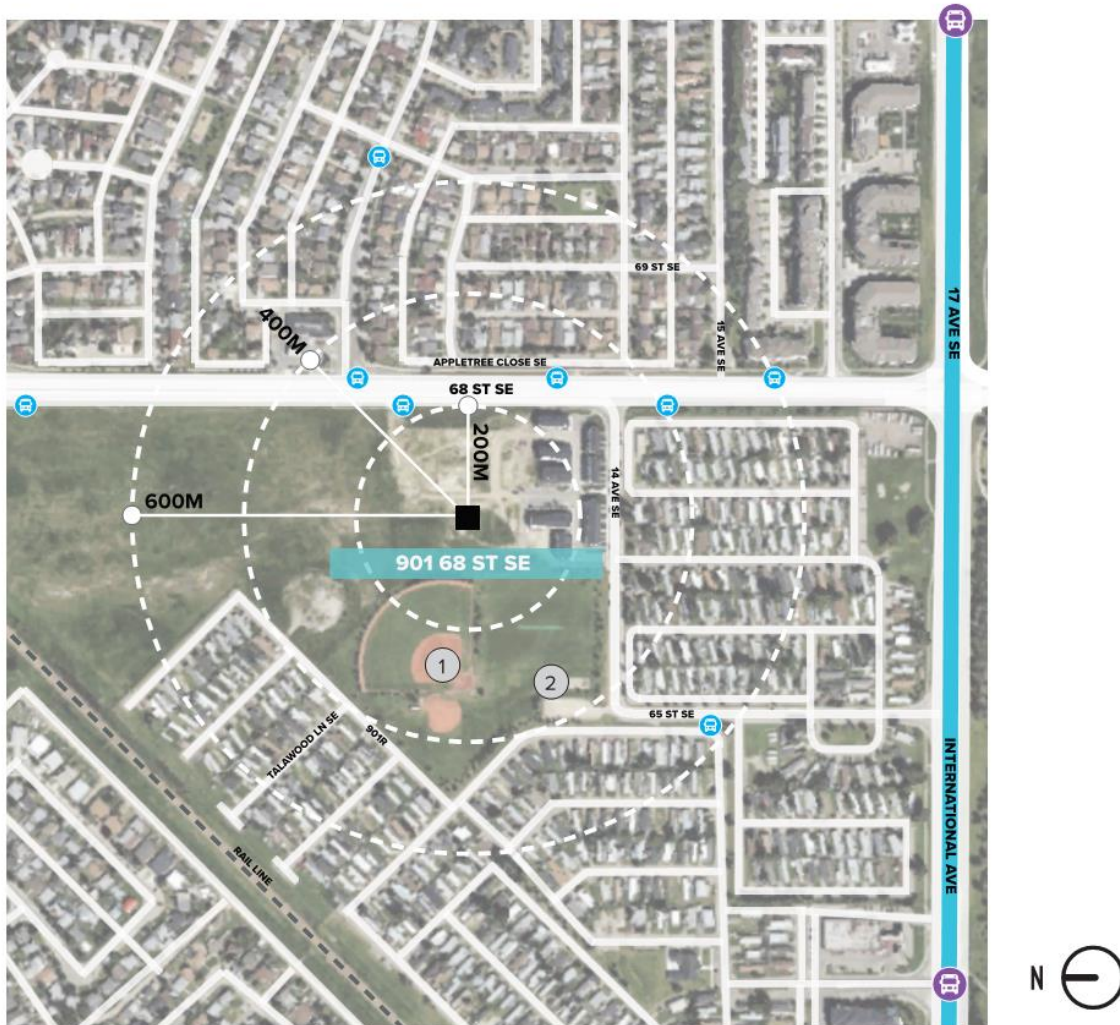 69 ST SE
17 AVE SE
400M
15 AVE SE
APPLETREE CLOSE SE
68 ST SE
200M
14 AVE SE
600M
901 68 ST SE
1
2
65 ST SE
TALAWOOD LN SE
901R
INTERNATIONAL AVE
RAIL LINE
N